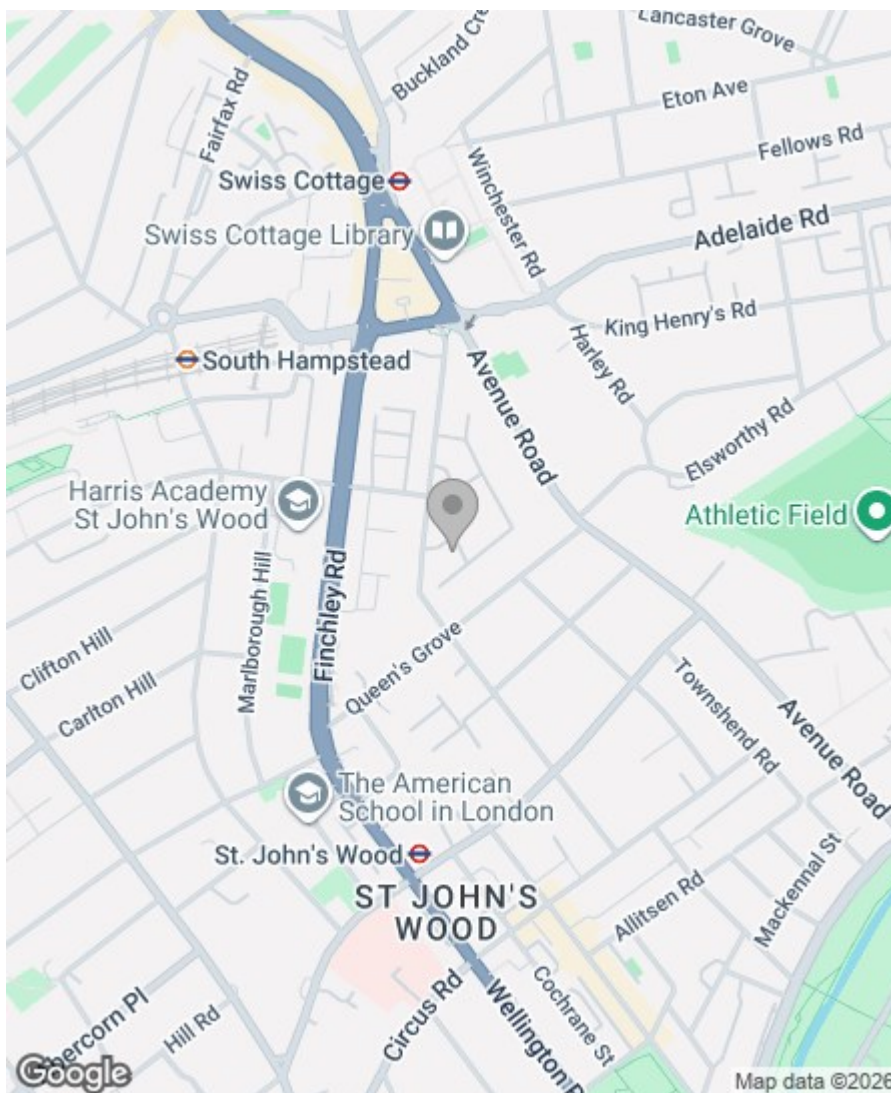 Lancaster Grove
Buckland Cre
Eton Ave
Fairfax Rd
Fellows Rd
Winchester Rd
Swiss Cottage
Swiss Cottage Library
Adelaide Rd
King Henry's Rd
South Hampstead
Harley Rd
Avenue Road
Elsworthy Rd
Harris Academy
St John's Wood
Athletic Field
Finchley Rd
Marlborough Hill
Clifton Hill
Carlton Hill
Queen's Grove
Townshend Rd
Avenue Road
The American
School in London
St. John's Wood
ST JOHN'S
WOOD
Allitsen Rd
Mackennal St
Circus Rd
Cochrane St
Wellington
bercorn Pl
Hill Rd
Google
Map data ©2026